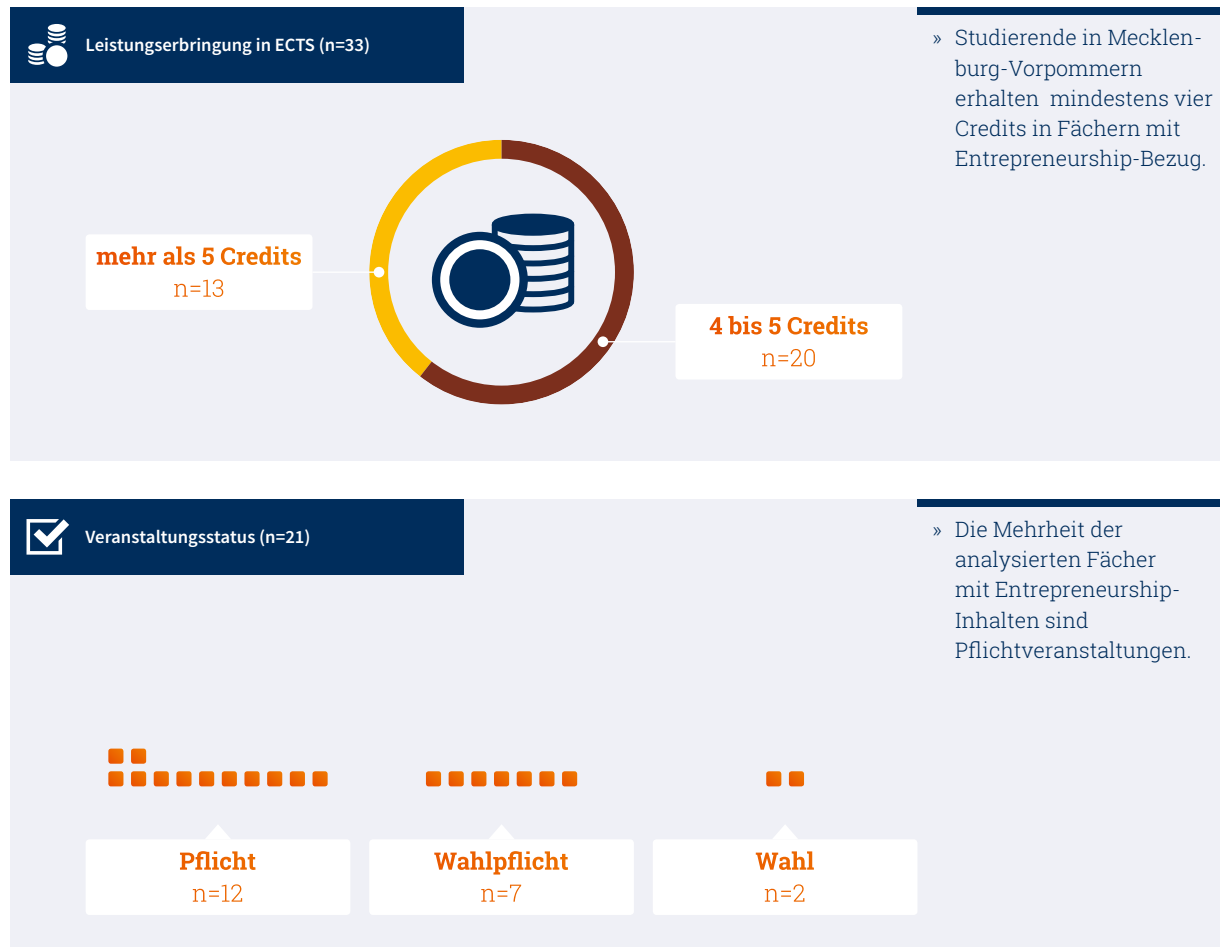 Leistungserbringung in ECTS (n=33)
mehr als 5 Credits
n=13
4 bis 5 Credits
n=20
» Studierende in Mecklen-
burg-Vorpommern
erhalten mindestens vier
Credits in Fächern mit
Entrepreneurship-Bezug.
Veranstaltungsstatus (n=21)
Pflicht
n=12
Wahlpflicht
n=7
Wahl
n=2
» Die Mehrheit der
analysierten Fächer
mit Entrepreneurship-
Inhalten sind
Pflichtveranstaltungen.